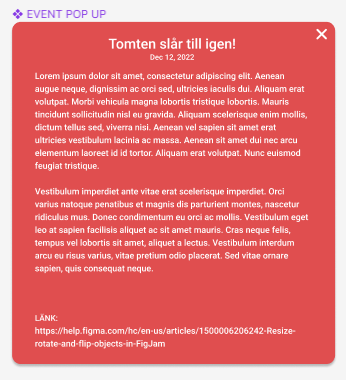 EVENT POP UP
Tomten slår till igen!
Dec 12, 2022
Lorem ipsum dolor sit amet, consectetur adipiscing elit. Aenean
augue neque, dignissim ac orci sed, ultricies iaculis dui. Aliquam erat
volutpat. Morbi vehicula magna lobortis tristique lobortis. Mauris
tincidunt sollicitudin nisl eu gravida. Aliquam scelerisque enim mollis,
dictum tellus sed, viverra nisi. Aenean vel sapien sit amet erat
ultricies vestibulum lacinia ac massa. Aenean sit amet dui nec arcu
elementum laoreet id id tortor. Aliquam erat volutpat. Nunc euismod
feugiat tristique.
Vestibulum imperdiet ante vitae erat scelerisque imperdiet. Orci
varius natoque penatibus et magnis dis parturient montes, nascetur
ridiculus mus. Donec condimentum eu orci ac mollis. Vestibulum eget
leo at sapien facilisis aliquet ac sit amet mauris. Cras neque felis,
tempus vel lobortis sit amet, aliquet a lectus. Vestibulum interdum
arcu eu risus varius, vitae pretium odio placerat. Sed vitae ornare
sapien, quis consequat neque.
LÄNK:
https://help.figma.com/hc/en-us/articles/1500006206242-Resize-
rotate-and-flip-objects-in-FigJam